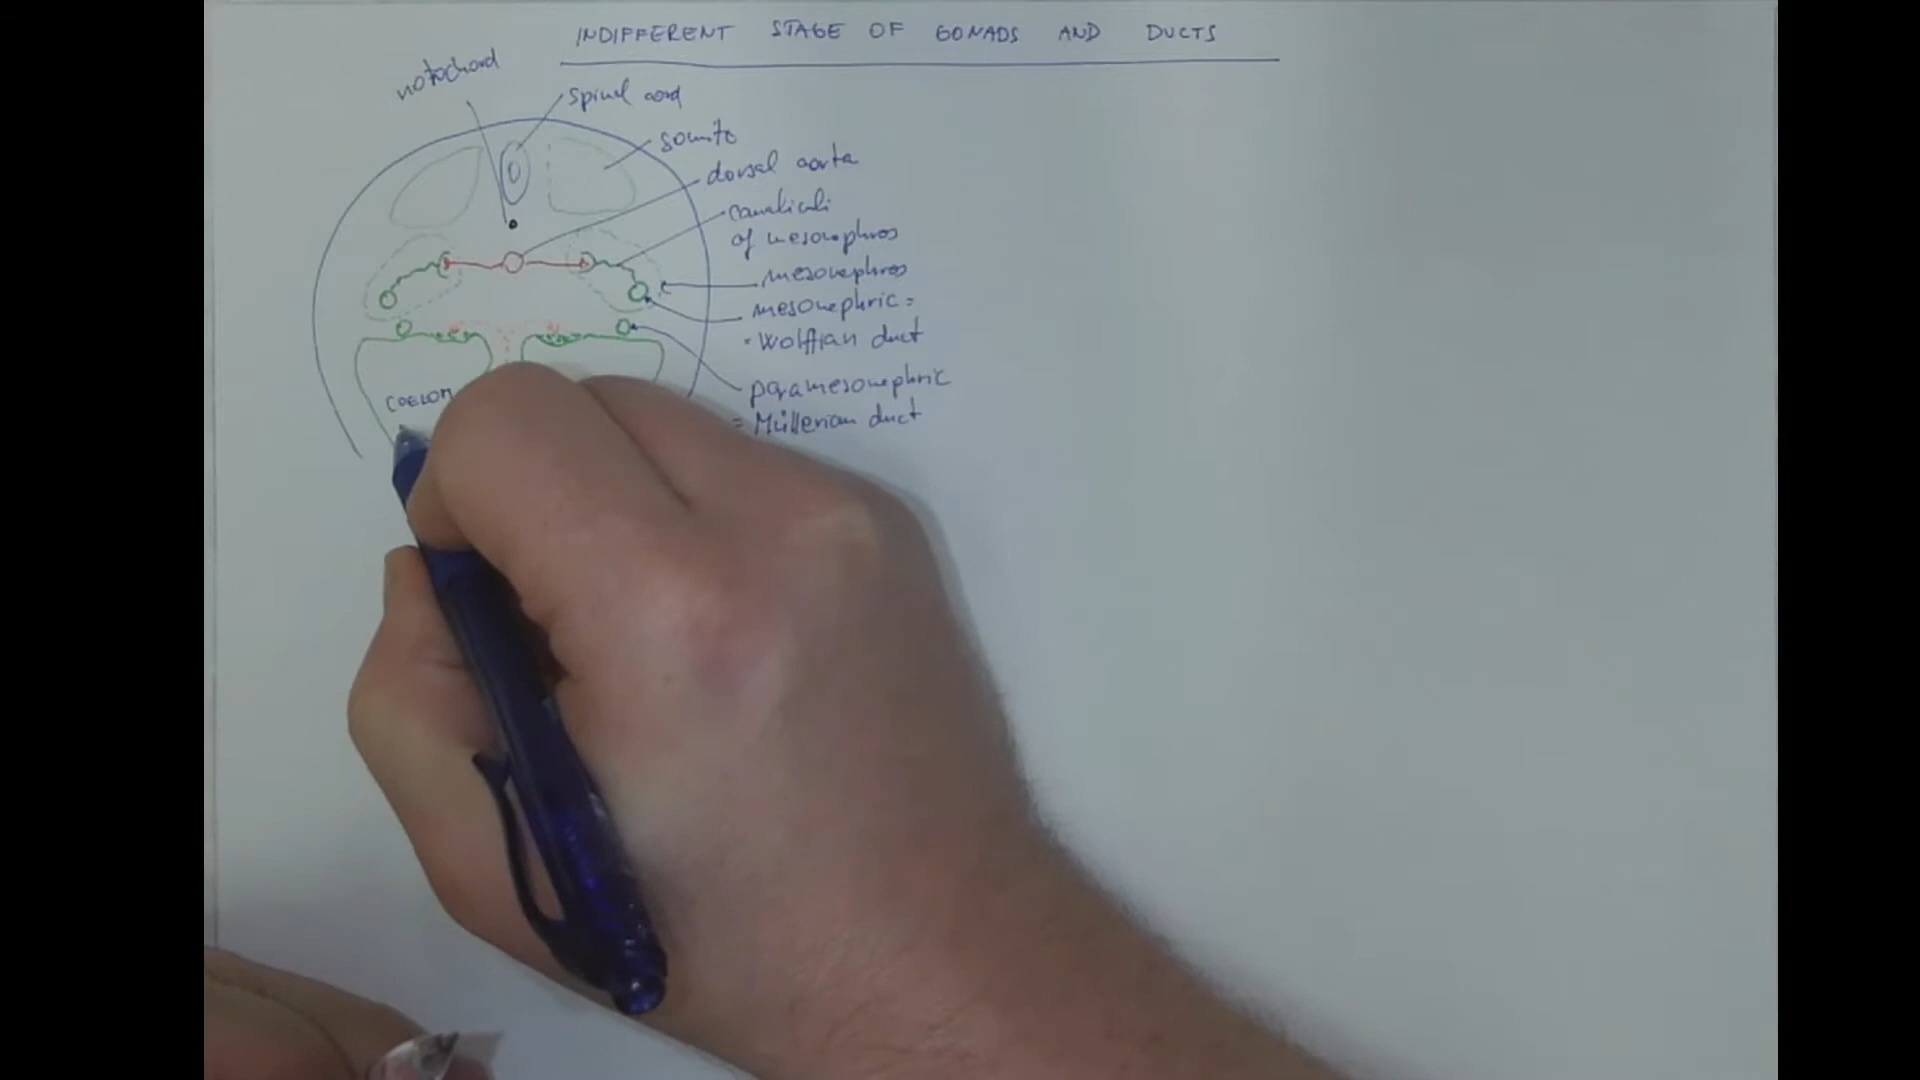 INDIFFERENT STAGE OF GONADS AND DUCTS
notochord
spinal cord
somite
dorsal aorta
canaliculi
of mesonephros
mesonephros
mesonephric =
= Wolffian duct
paramesonephric
= Müllerian duct
COELOM